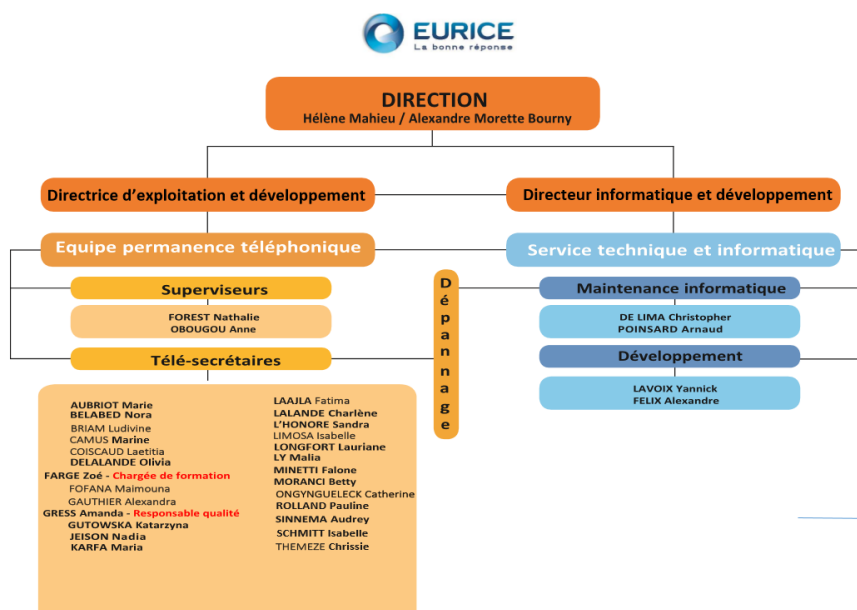 EURICE
La bonne réponse
DIRECTION
Hélène Mahieu / Alexandre Morette Bourny
Directrice d'exploitation et développement
Directeur informatique et développement
Equipe permanence téléphonique
Service technique et informatique
Superviseurs
FOREST Nathalie
OBOUGOU Anne
Télé-secrétaires
Dépannage
Maintenance informatique
DE LIMA Christopher
POINSARD Arnaud
Développement
LAVOIX Yannick
FELIX Alexandre
AUBRIOT Marie
BELABED Nora
BRIAM Ludivine
CAMUS Marine
COISCAUD Laetitia
DELALANDE Olivia
FARGE Zoé - Chargée de formation
FOFANA Maimouna
GAUTHIER Alexandra
GRESS Amanda - Responsable qualité
GUTOWSKA Katarzyna
JEISON Nadia
KARFA Maria
LAAJLA Fatima
LALANDE Charlène
L'HONORE Sandra
LIMOSA Isabelle
LONGFORT Lauriane
LY Malia
MINETTI Falone
MORANCI Betty
ONGYNGUELECK Catherine
ROLLAND Pauline
SINNEMA Audrey
SCHMITT Isabelle
THEMEZE Chrissie